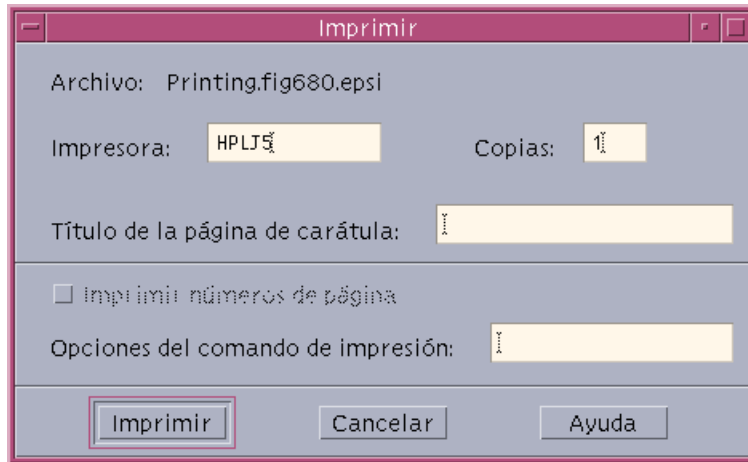 Imprimir
Archivo: Printing.fig680.epsi
Impresora: HPLJ5 Copias: 1
Título de la página de carátula:
Imprimir números de página
Opciones del comando de impresión:
Imprimir Cancelar Ayuda